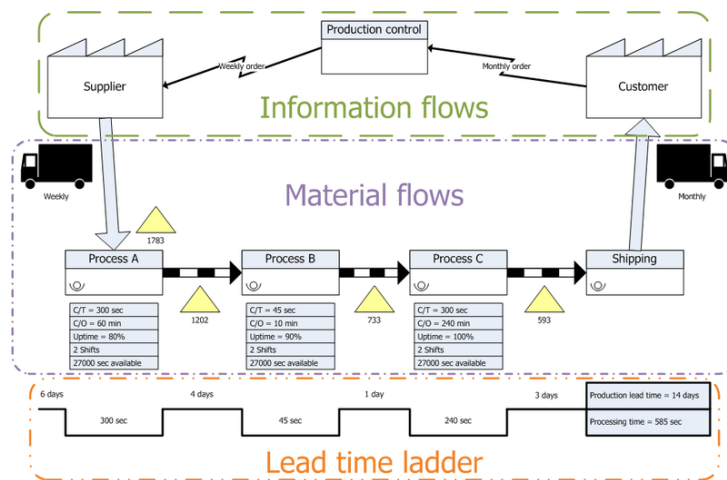 Production control
Supplier
Weekly order
Monthly order
Customer
Information flows
Weekly
Material flows
Monthly
1783
Process A
Process B
Process C
Shipping
1202
733
593
C/T = 300 sec
C/O = 60 min
Uptime = 80%
2 Shifts
27000 sec available
C/T = 45 sec
C/O = 10 min
Uptime = 90%
2 Shifts
27000 sec available
C/T = 300 sec
C/O = 240 min
Uptime = 100%
2 Shifts
27000 sec available
6 days
4 days
1 day
3 days
Production lead time = 14 days
300 sec
45 sec
240 sec
Processing time = 585 sec
Lead time ladder